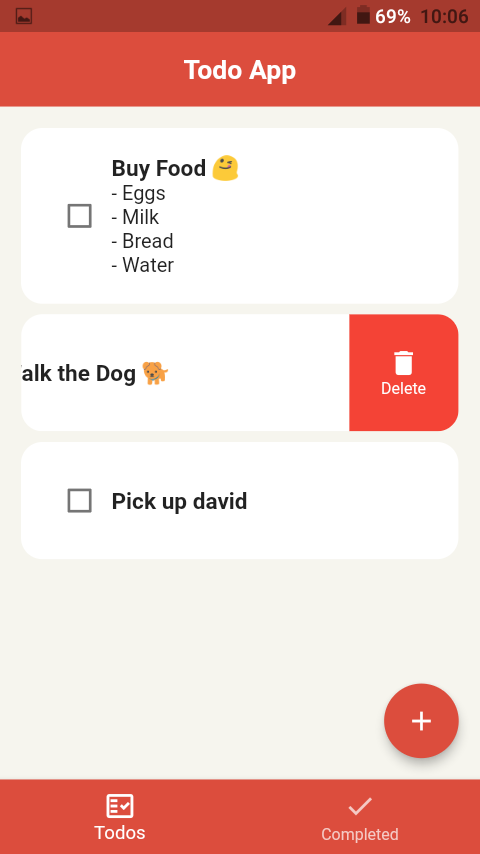 69% 10:06
Todo App
Buy Food 😋
- Eggs
- Milk
- Bread
- Water
alk the Dog 🐕
Delete
Pick up david
+
Todos
Completed